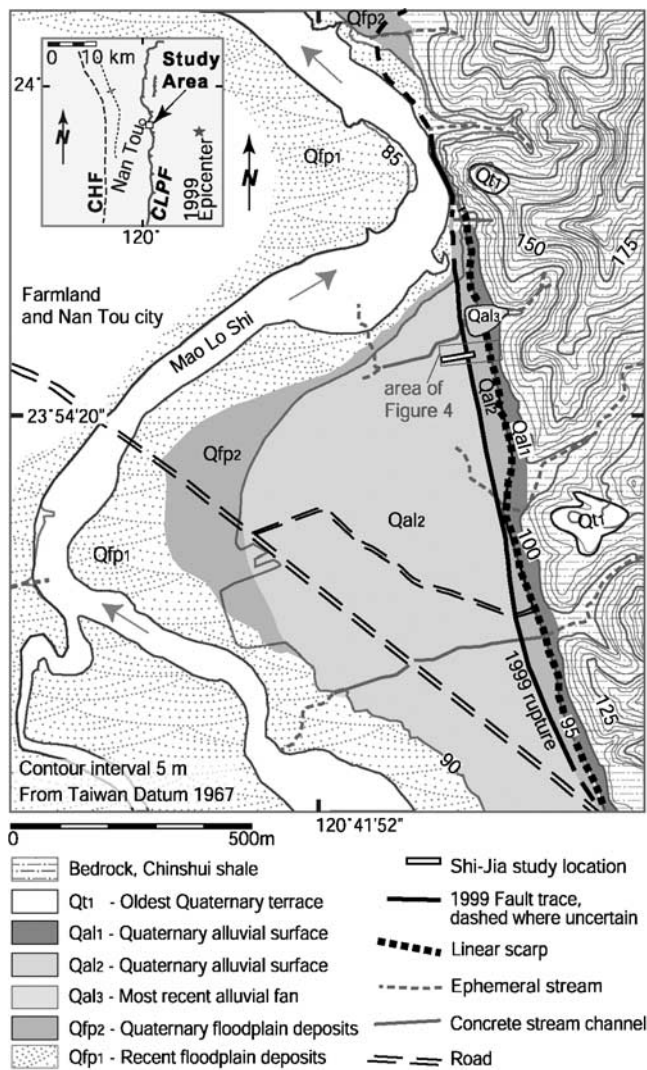 Qfp2
0 10 km
Study
Area
24°
N
Nan Tou
CHF
CLPF
1999
Epicenter
120°
N
Qfp1
85
Qt1
150
175
Farmland
and Nan Tou city
Mao Lo Shi
Qal3
area of
Figure 4
Qal2
Qal1
23°54'20"
Qfp2
Qal2
Qt1
100
Qfp1
1999 rupture
95
125
90
Contour interval 5 m
From Taiwan Datum 1967
0 500m
120°41'52"
Bedrock, Chinshui shale
Qt1 - Oldest Quaternary terrace
Qal1 - Quaternary alluvial surface
Qal2 - Quaternary alluvial surface
Qal3 - Most recent alluvial fan
Qfp2 - Quaternary floodplain deposits
Qfp1 - Recent floodplain deposits
Shi-Jia study location
1999 Fault trace,
dashed where uncertain
Linear scarp
Ephemeral stream
Concrete stream channel
Road